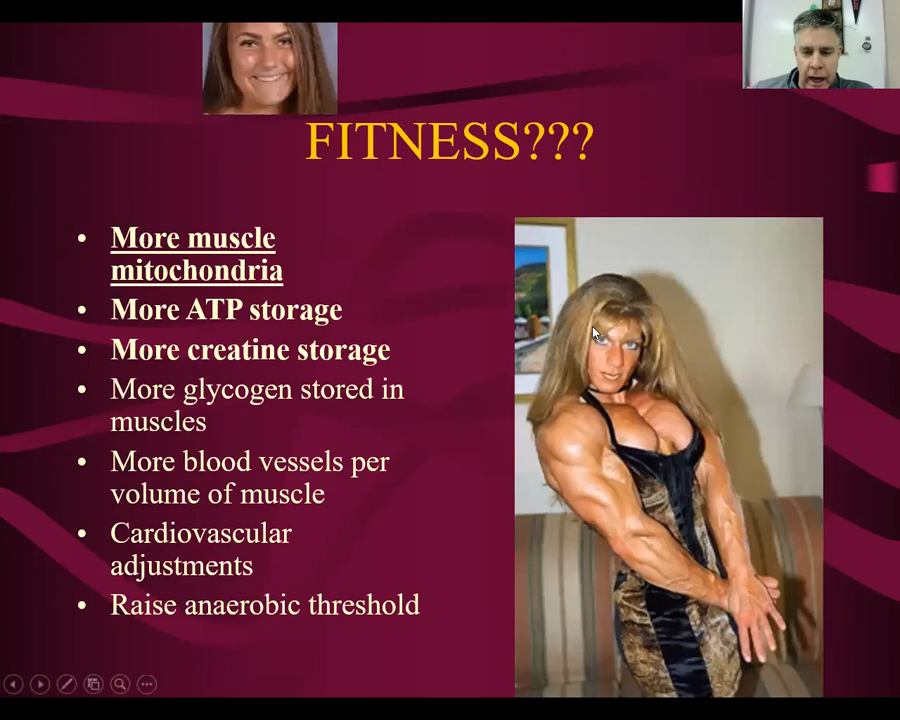 FITNESS???
• More muscle
mitochondria
• More ATP storage
• More creatine storage
• More glycogen stored in
muscles
• More blood vessels per
volume of muscle
• Cardiovascular
adjustments
• Raise anaerobic threshold